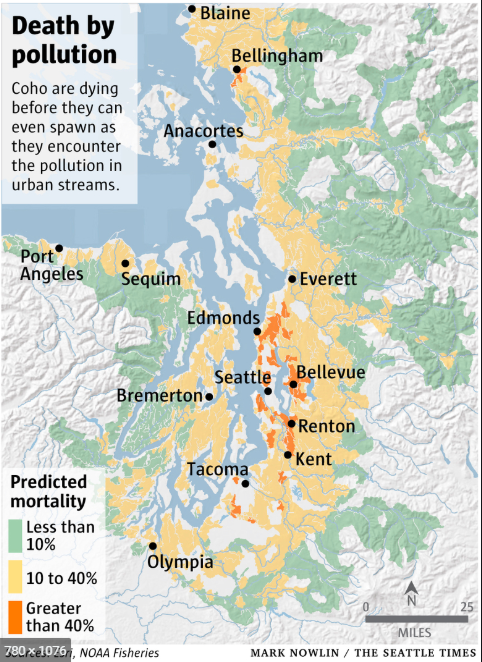 Death by
pollution
Coho are dying
before they can
even spawn as
they encounter
the pollution in
urban streams.
Blaine
Bellingham
Anacortes
Port
Angeles
Sequim
Everett
Edmonds
Seattle
Bellevue
Bremerton
Renton
Kent
Tacoma
Olympia
Predicted
mortality
Less than
10%
10 to 40%
Greater
than 40%
N
0 25
MILES
780 × 1076
NOAA Fisheries
MARK NOWLIN / THE SEATTLE TIMES